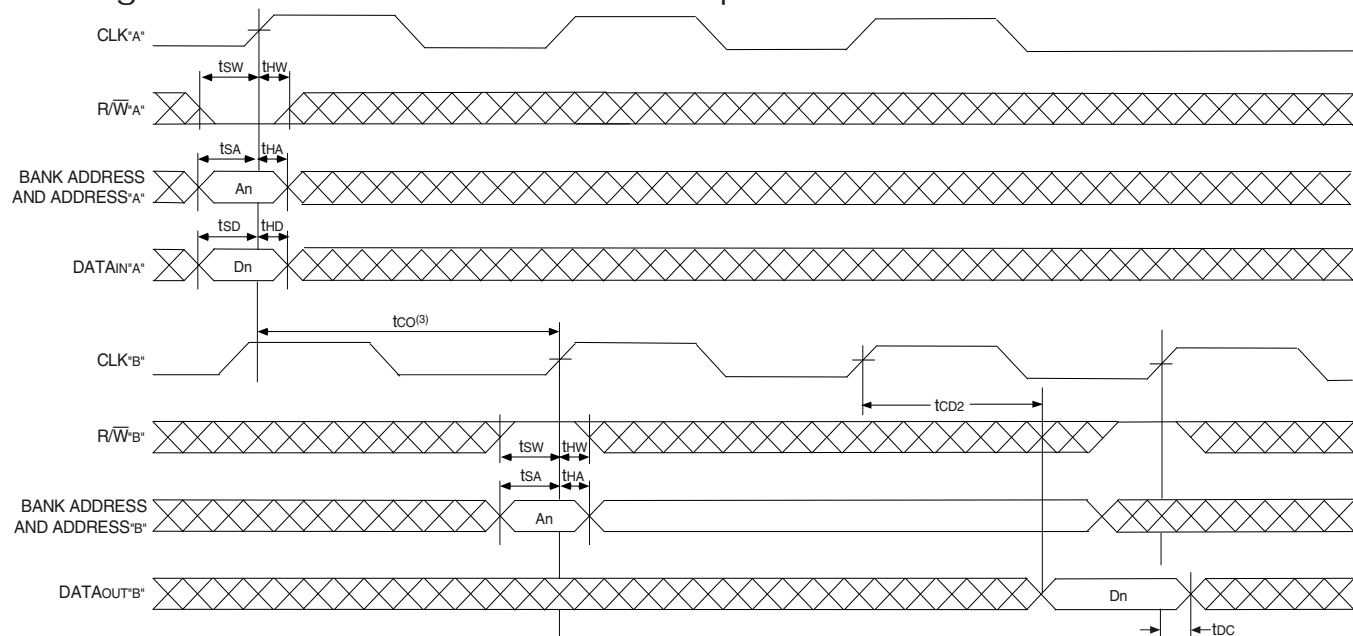 CLK"A"
tSW tHW
R/W̅"A"
tSA tHA
BANK ADDRESS
AND ADDRESS"A"
An
tSD tHD
DATAIN"A"
Dn
tCO(3)
CLK"B"
tCD2
R/W̅"B"
tSW tHW
tSA tHA
BANK ADDRESS
AND ADDRESS"B"
An
DATAOUT"B"
Dn
tDC